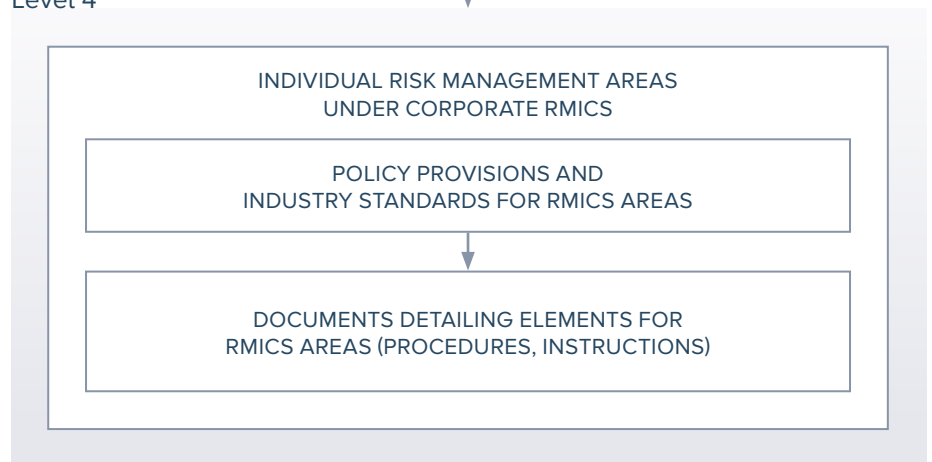 Level 4
INDIVIDUAL RISK MANAGEMENT AREAS
UNDER CORPORATE RMICS
POLICY PROVISIONS AND
INDUSTRY STANDARDS FOR RMICS AREAS
DOCUMENTS DETAILING ELEMENTS FOR
RMICS AREAS (PROCEDURES, INSTRUCTIONS)